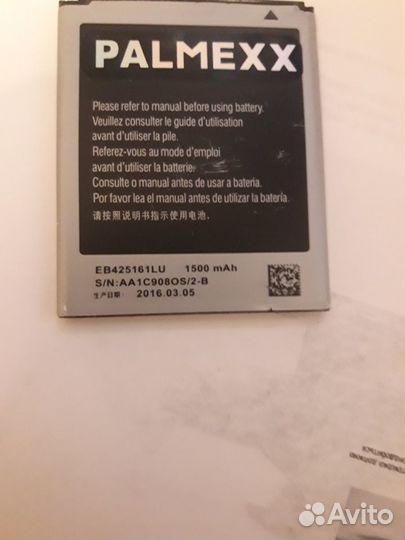 PALMEXX
Please refer to manual before using battery.
Veuillez consulter le guide d'utilisation
avant d'utiliser la pile.
Referez-vous au mode d'emploi
avant d'utiliser la batterie.
Consulte o manual antes de usar a bateria.
Por favor lea el manual antes de utilizar la batería.
请按照说明书指示使用电池。
EB425161LU 1500 mAh
S/N:AA1C908OS/2-B
生产日期: 2016.03.05
Avito